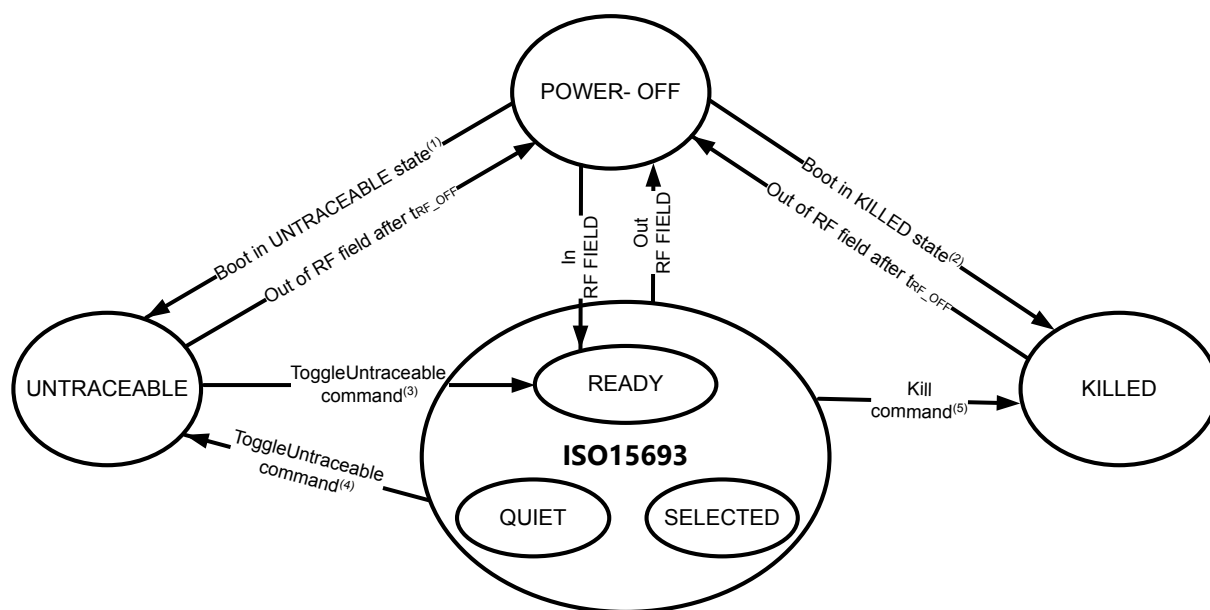 POWER- OFF
Boot in UNTRACEABLE state(1)
Out of RF field after tRF_OFF
In
RF FIELD
Out
RF FIELD
Boot in KILLED state(2)
Out of RF field after tRF_OFF
UNTRACEABLE
ToggleUntraceable
command(3)
READY
Kill
command(5)
KILLED
ToggleUntraceable
command(4)
ISO15693
QUIET
SELECTED